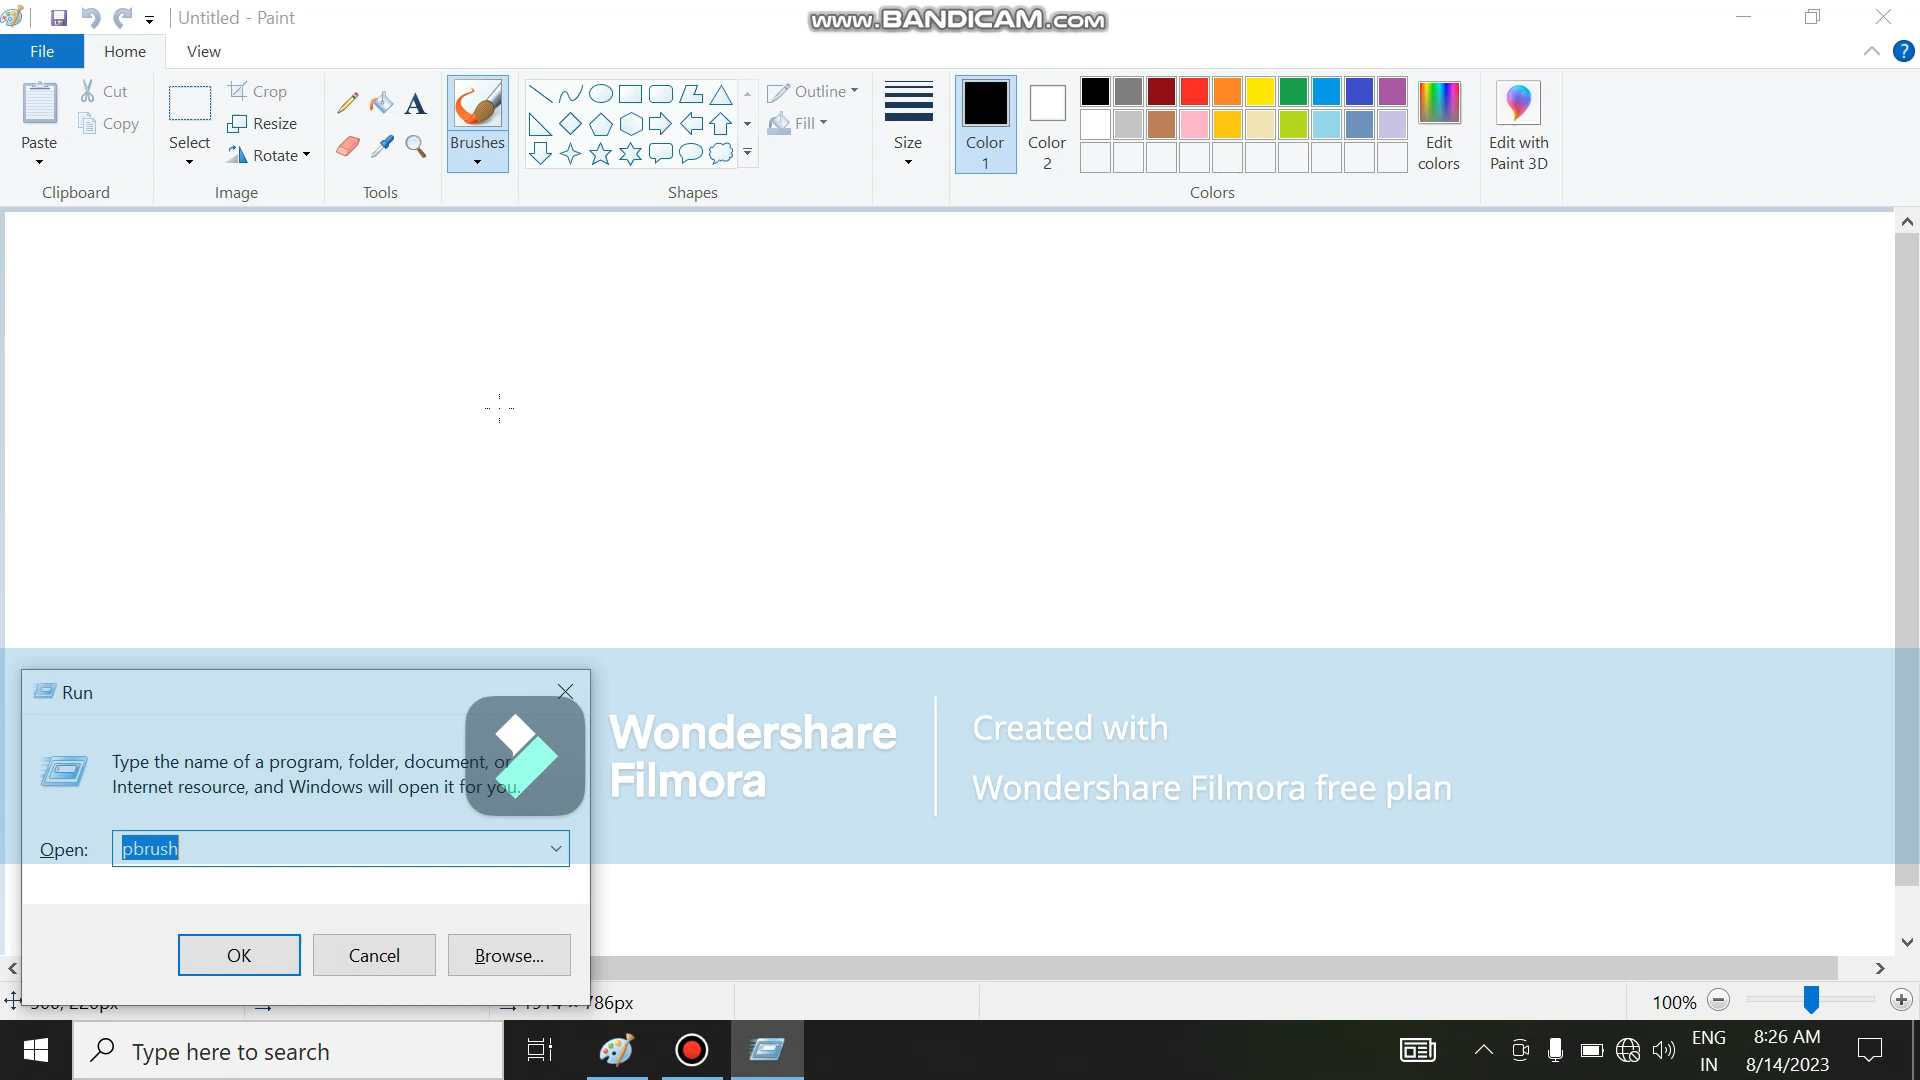 Untitled - Paint
www.BANDICAM.com
File
Home
View
Paste
Cut
Copy
Clipboard
Select
Crop
Resize
Rotate
Image
Tools
Brushes
Shapes
Outline
Fill
Size
Color
1
Color
2
Colors
Edit
colors
Edit with
Paint 3D
Run
Type the name of a program, folder, document, or
Internet resource, and Windows will open it for you.
Open:
pbrush
OK
Cancel
Browse...
Wondershare
Filmora
Created with
Wondershare Filmora free plan
786px
100%
Type here to search
ENG
IN
8:26 AM
8/14/2023